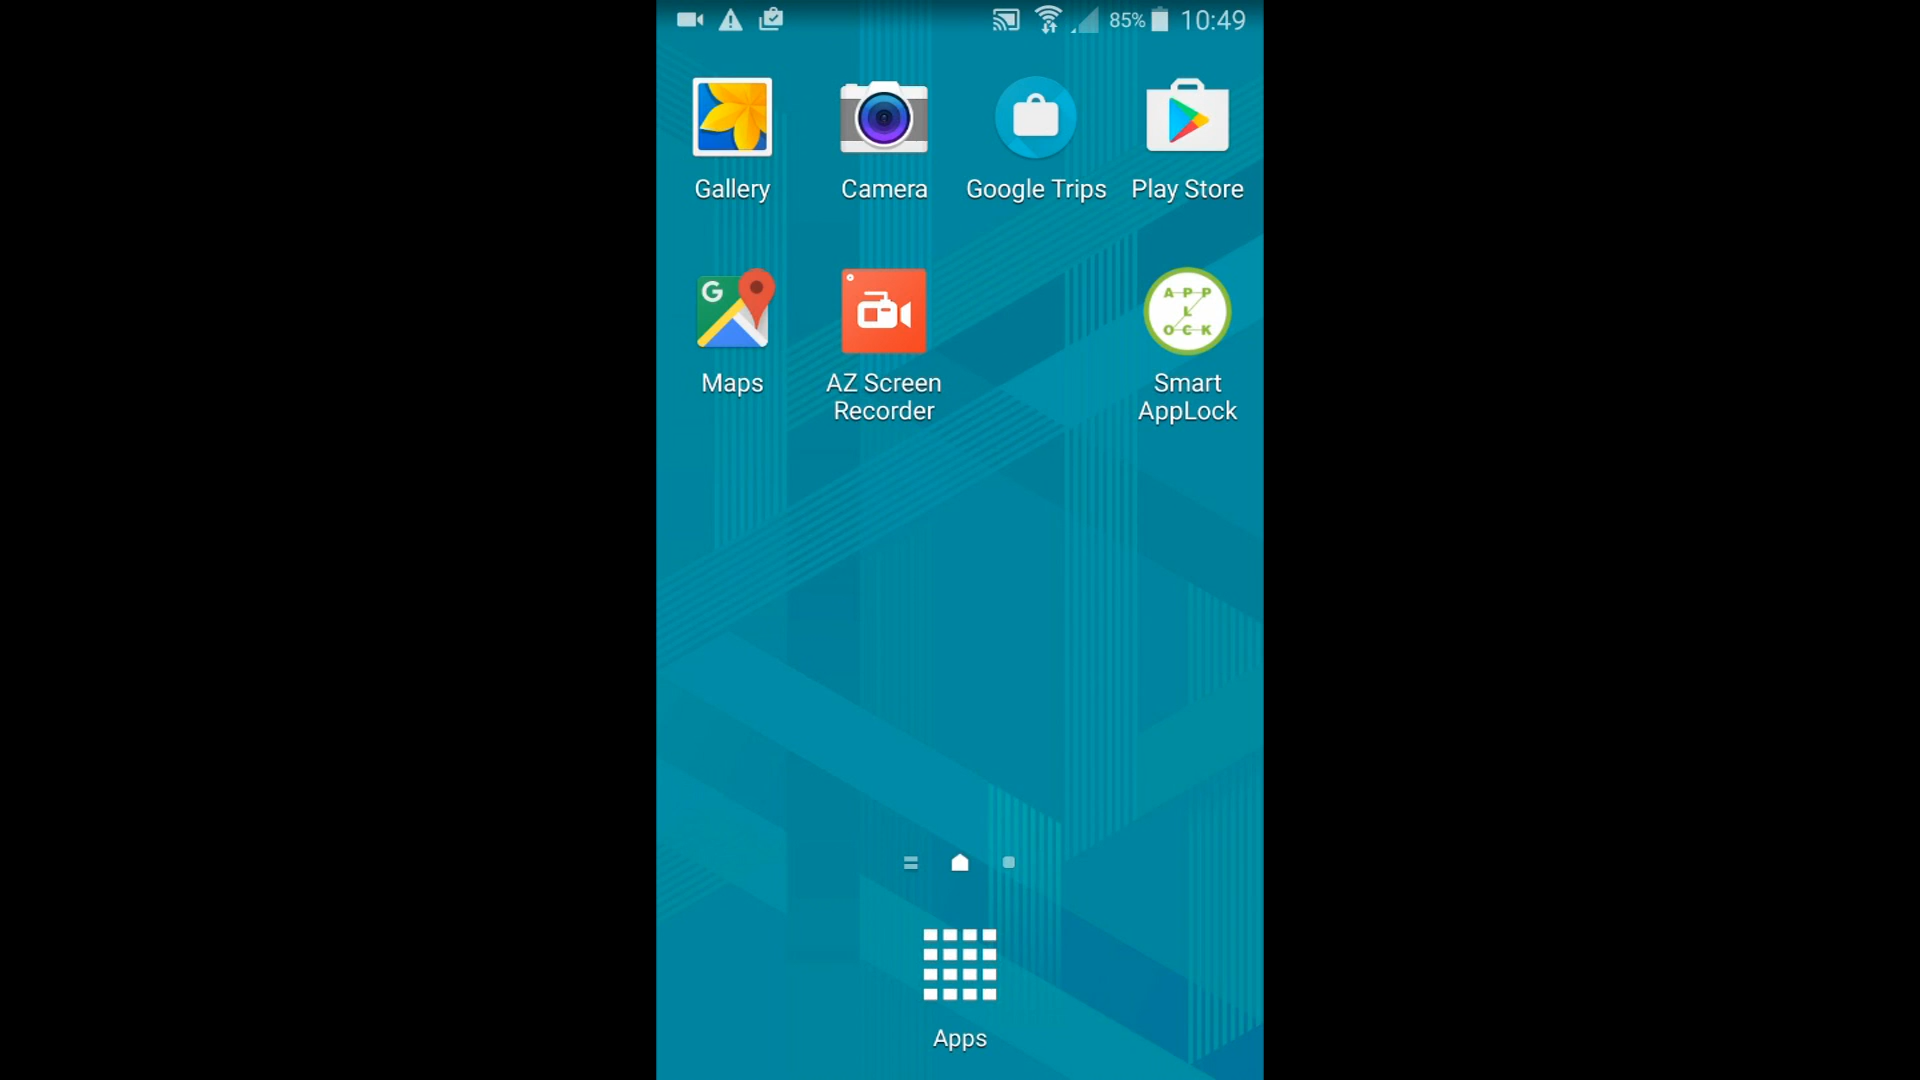 85% 10:49
Gallery Camera Google Trips Play Store
G
A P P
L
O C K
Maps AZ Screen Smart
Recorder AppLock
Apps